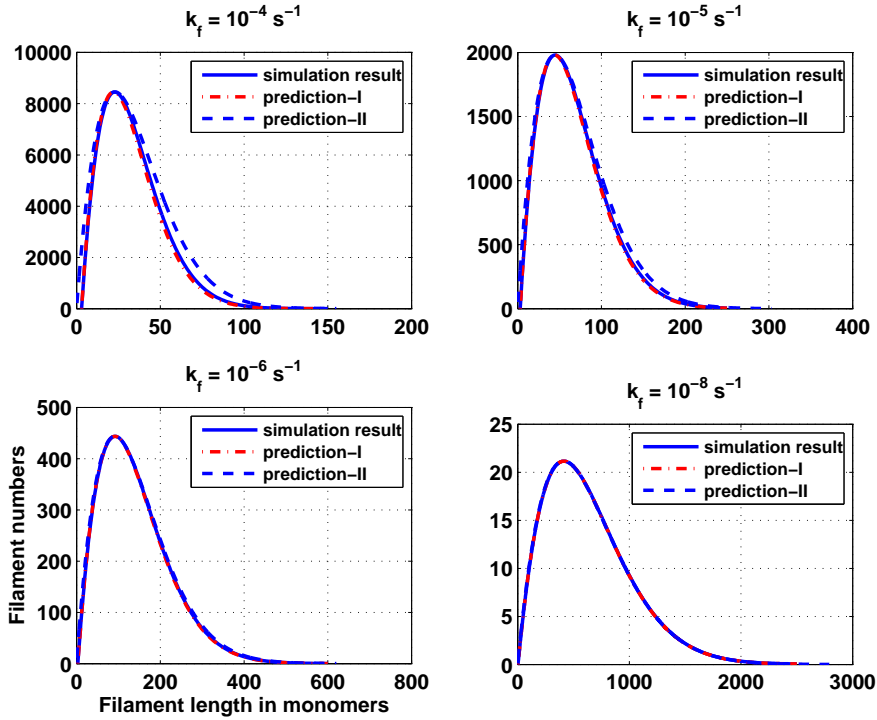 k_f = 10^−4 s^−1
10000
8000
6000
4000
2000
0
0 50 100 150 200
simulation result
prediction−I
prediction−II
k_f = 10^−5 s^−1
2000
1500
1000
500
0
0 100 200 300 400
simulation result
prediction−I
prediction−II
k_f = 10^−6 s^−1
500
400
300
200
100
0
0 200 400 600 800
simulation result
prediction−I
prediction−II
Filament numbers
Filament length in monomers
k_f = 10^−8 s^−1
25
20
15
10
5
0
0 1000 2000 3000
simulation result
prediction−I
prediction−II